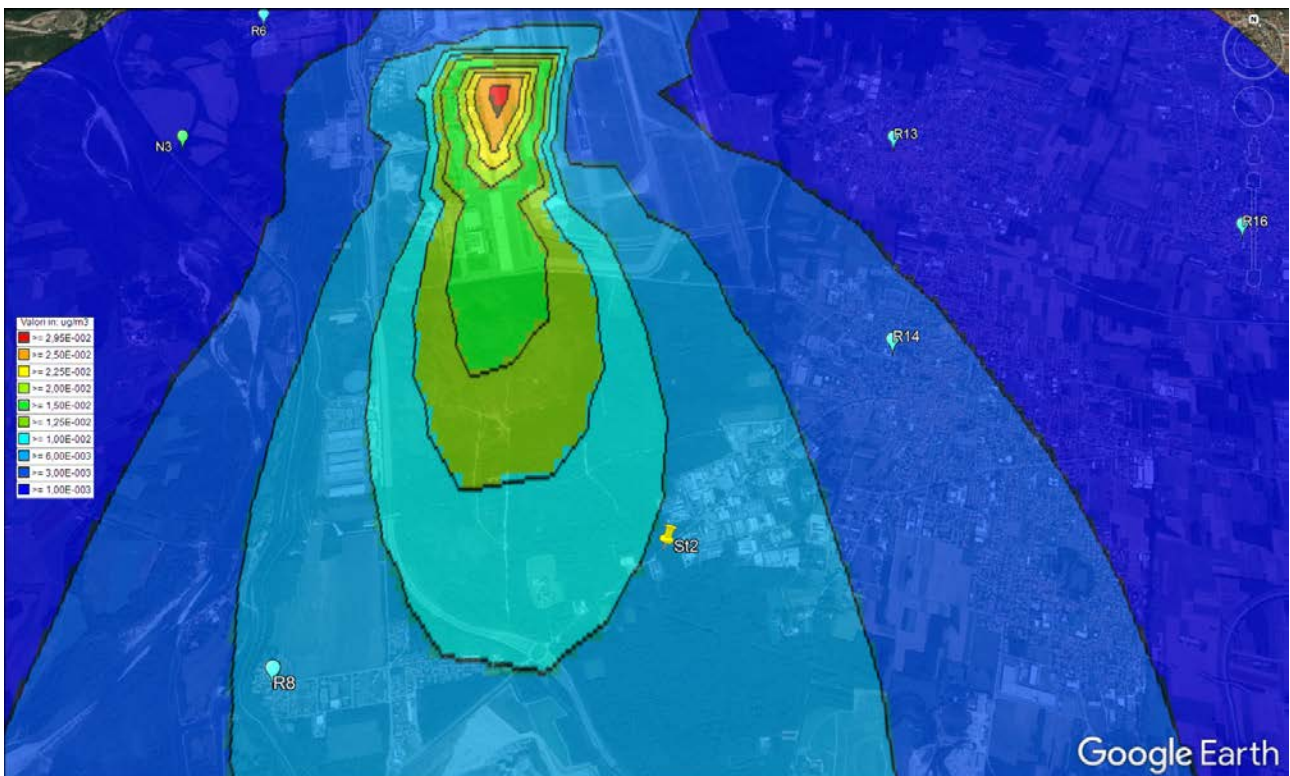 N
R6
N3
R13
R16
R14
Valori in: ug/m3
>= 2,95E-002
>= 2,50E-002
>= 2,25E-002
>= 2,00E-002
>= 1,50E-002
>= 1,25E-002
>= 1,00E-002
>= 6,00E-003
>= 3,00E-003
>= 1,00E-003
St2
R8
Google Earth